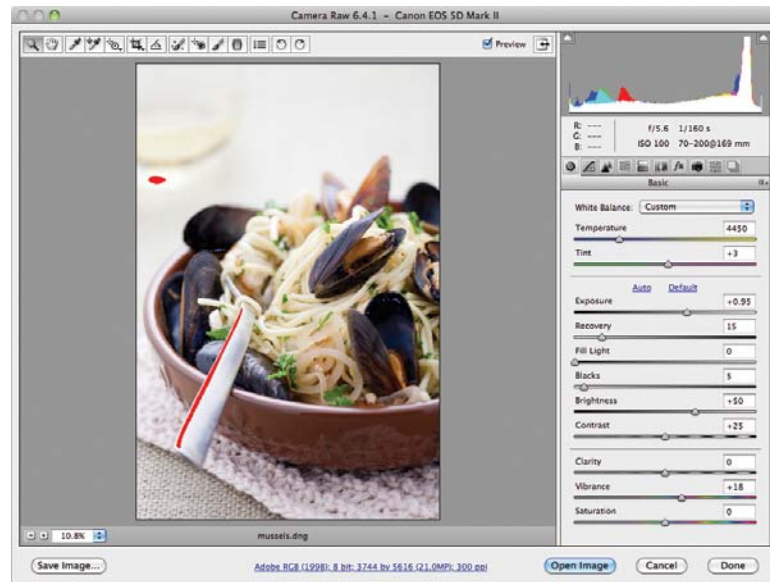 Camera Raw 6.4.1 - Canon EOS 5D Mark II
Preview
R: ---
G: ---
B: ---
f/5.6 1/160 s
ISO 100 70-200@169 mm
Basic
White Balance: Custom
Temperature 4450
Tint +3
Auto Default
Exposure +0.95
Recovery 15
Fill Light 0
Blacks 5
Brightness +50
Contrast +25
Clarity 0
Vibrance +18
Saturation 0
10.8% mussels.dng
Save Image... Adobe RGB (1998); 8 bit; 3744 by 5616 (21.0MP); 300 ppi Open Image Cancel Done